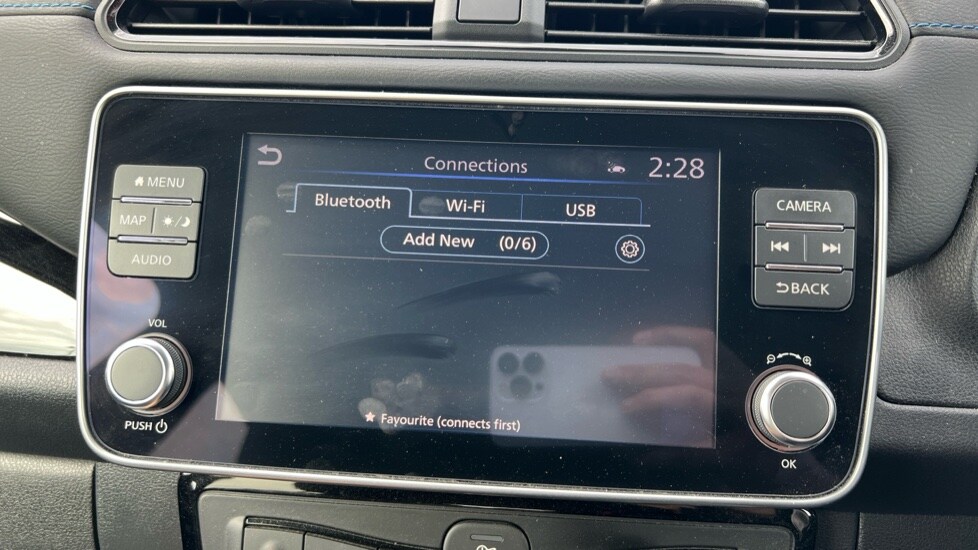 Connections
2:28
Bluetooth
Wi-Fi
USB
Add New (0/6)
Favourite (connects first)
MENU
MAP
AUDIO
VOL
PUSH
CAMERA
BACK
OK